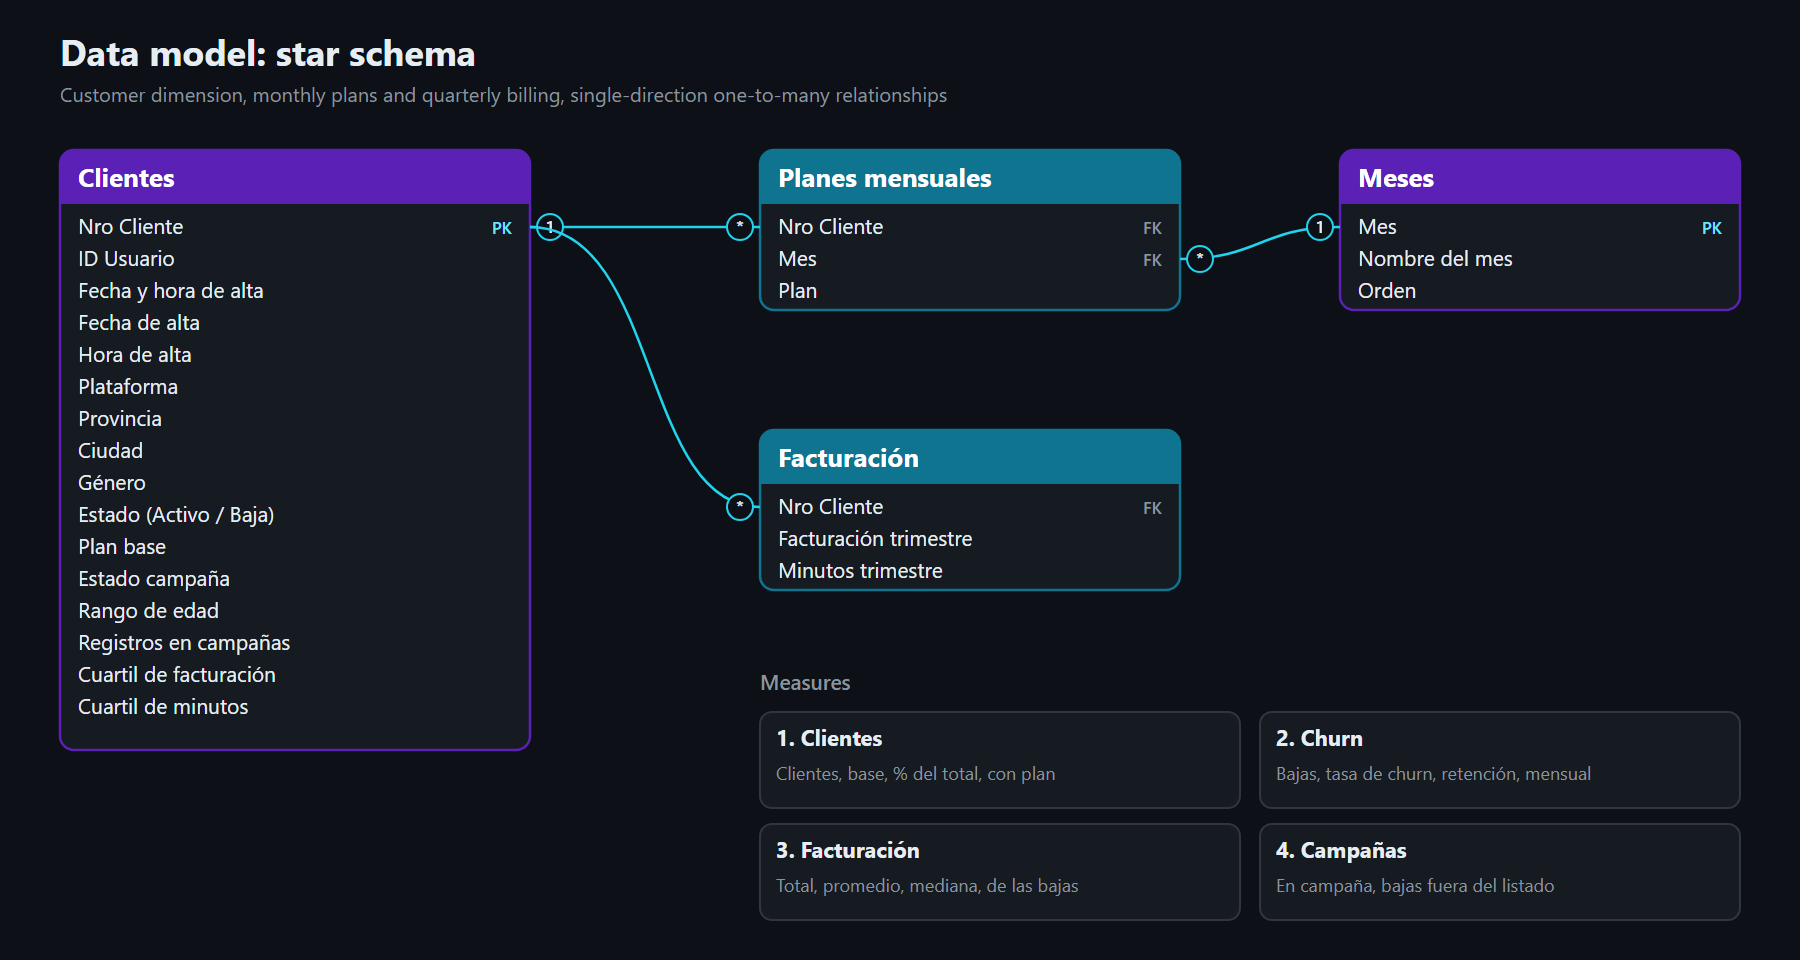 Data model: star schema
Customer dimension, monthly plans and quarterly billing, single-direction one-to-many relationships
Clientes
Nro Cliente PK
ID Usuario
Fecha y hora de alta
Fecha de alta
Hora de alta
Plataforma
Provincia
Ciudad
Género
Estado (Activo / Baja)
Plan base
Estado campaña
Rango de edad
Registros en campañas
Cuartil de facturación
Cuartil de minutos
1
*
Planes mensuales
Nro Cliente FK
Mes FK
Plan
*
1
Meses
Mes PK
Nombre del mes
Orden
*
Facturación
Nro Cliente FK
Facturación trimestre
Minutos trimestre
Measures
1. Clientes
Clientes, base, % del total, con plan
2. Churn
Bajas, tasa de churn, retención, mensual
3. Facturación
Total, promedio, mediana, de las bajas
4. Campañas
En campaña, bajas fuera del listado